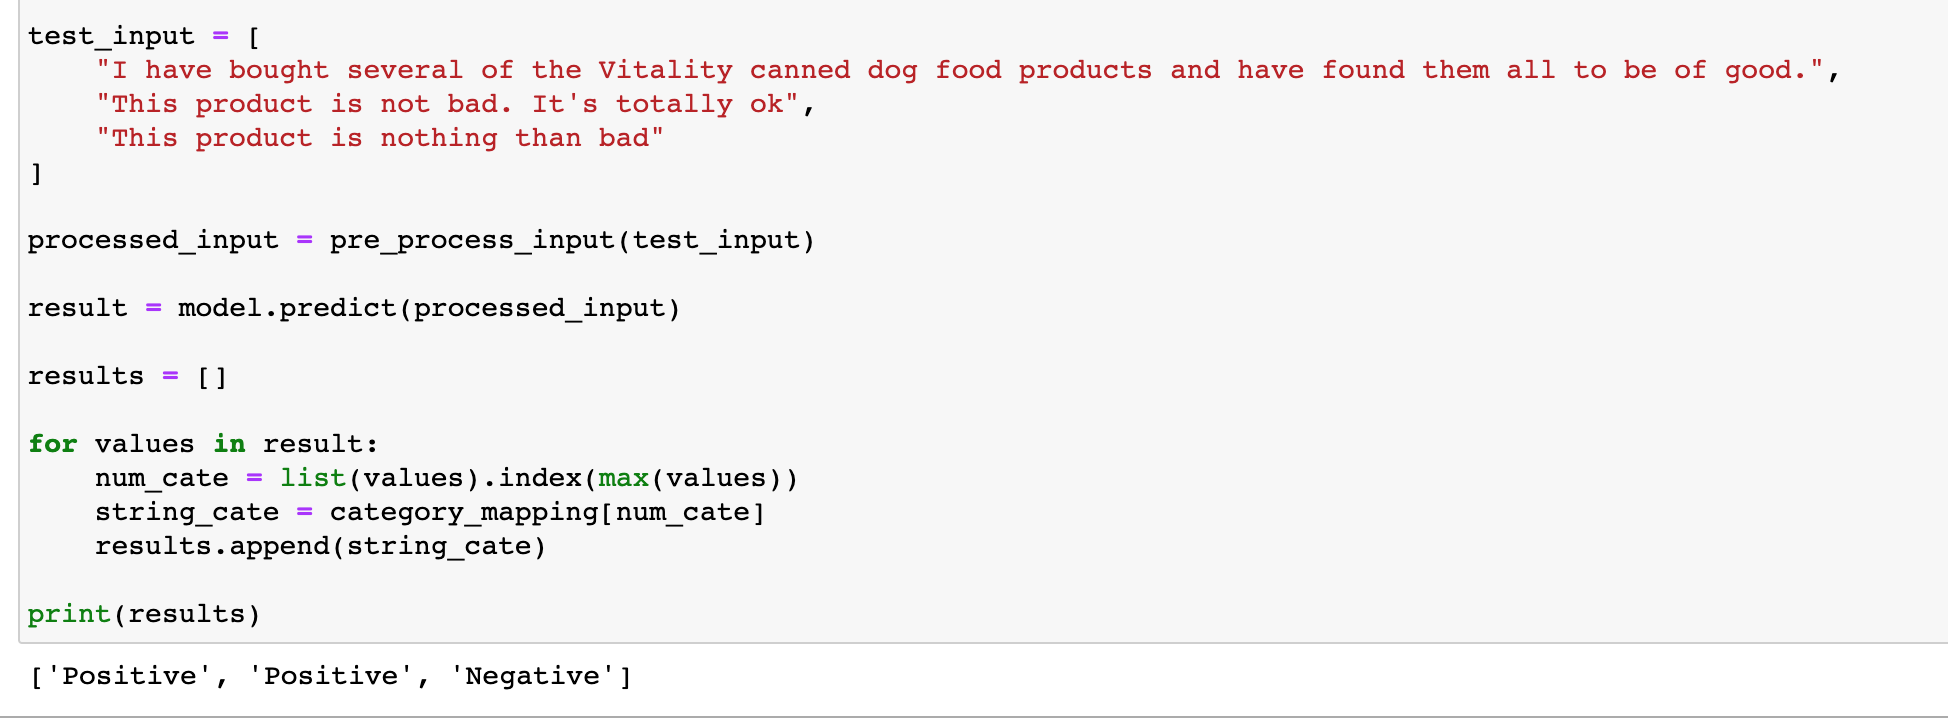 test_input = [
    "I have bought several of the Vitality canned dog food products and have found them all to be of good.",
    "This product is not bad. It's totally ok",
    "This product is nothing than bad"
]
processed_input = pre_process_input(test_input)
result = model.predict(processed_input)
results = []
for values in result:
    num_cate = list(values).index(max(values))
    string_cate = category_mapping[num_cate]
    results.append(string_cate)
print(results)
['Positive', 'Positive', 'Negative']